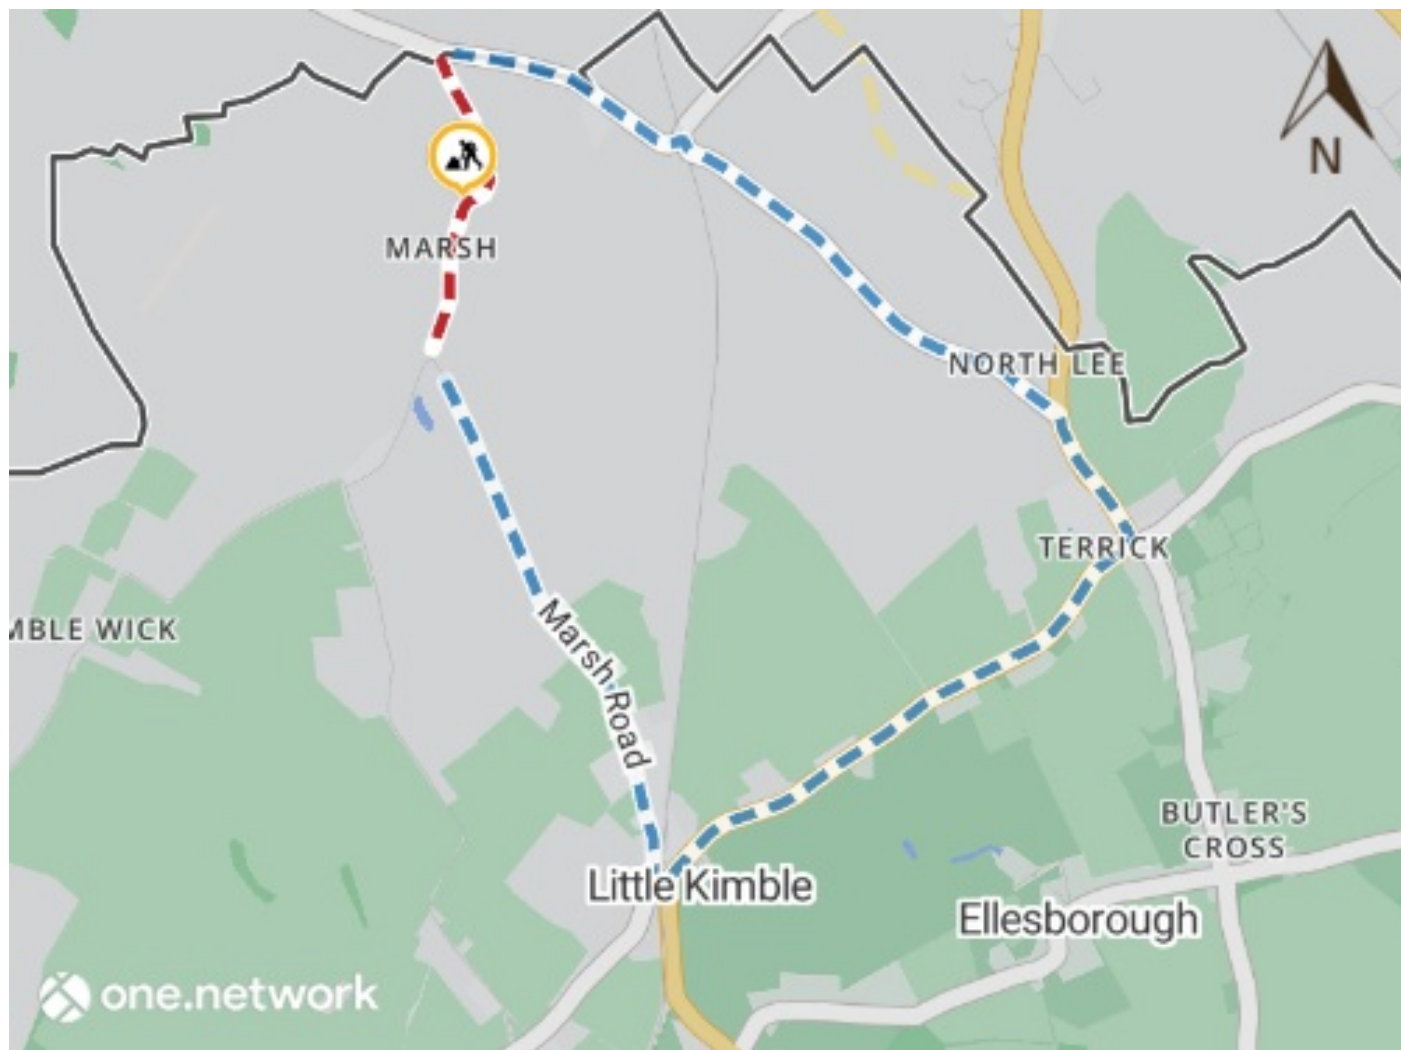 N
MARSH
NORTH LEE
TERRICK
MBLE WICK
Marsh Road
BUTLER'S
CROSS
Little Kimble
Ellesborough
one.network